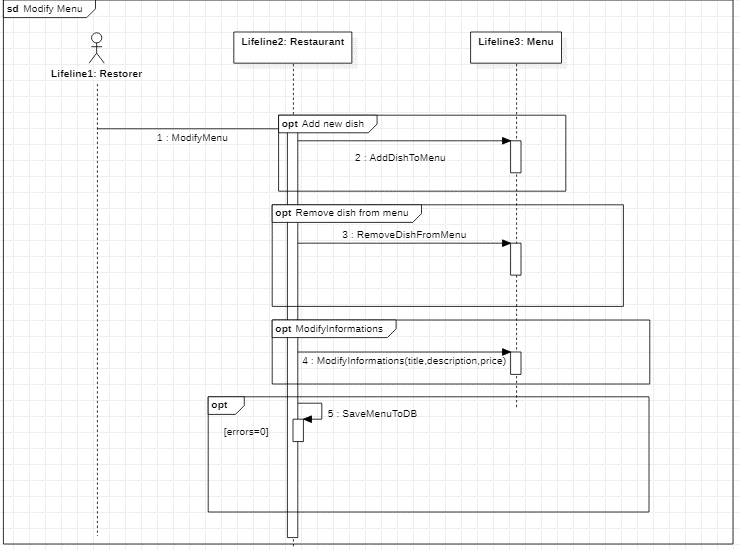 sd Modify Menu
Lifeline1: Restorer
Lifeline2: Restaurant
Lifeline3: Menu
opt Add new dish
1 : ModifyMenu
2 : AddDishToMenu
opt Remove dish from menu
3 : RemoveDishFromMenu
opt ModifyInformations
4 : ModifyInformations(title,description,price)
opt
5 : SaveMenuToDB
[errors=0]